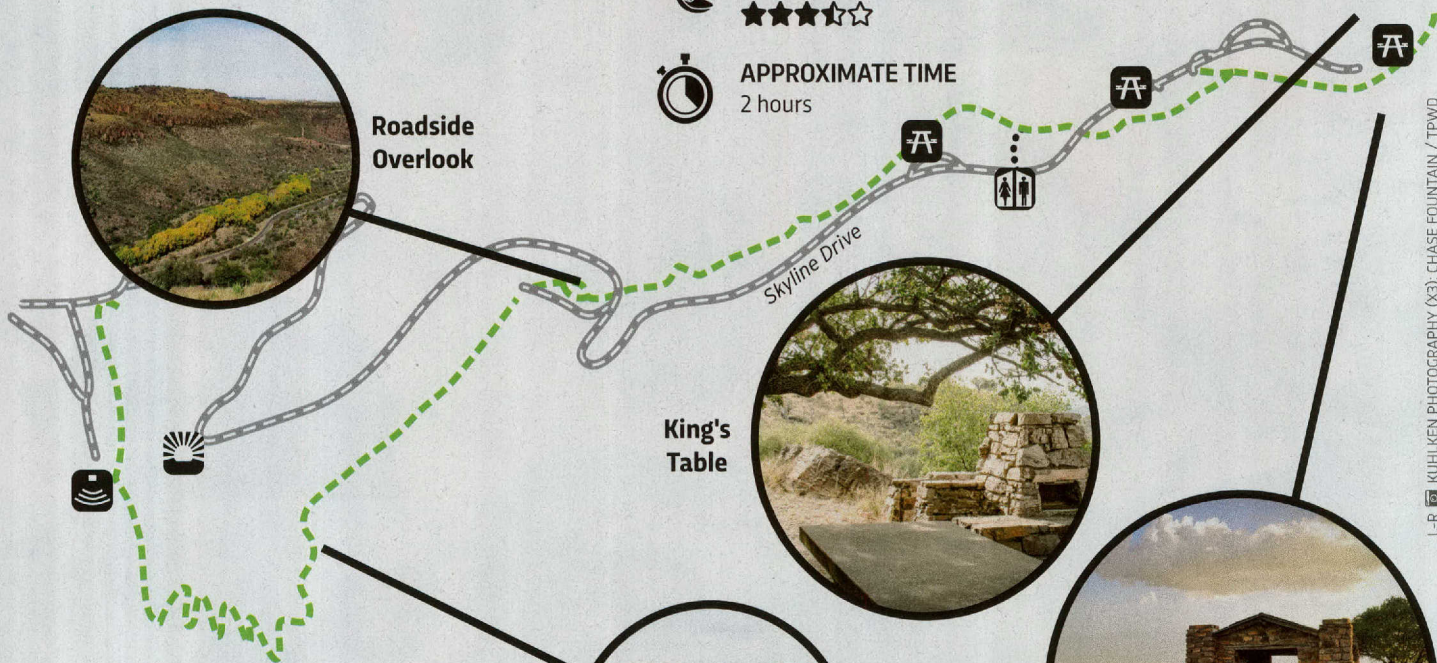 APPROXIMATE TIME
2 hours
Roadside
Overlook
Skyline Drive
King's
Table
L-R KUHLKEN PHOTOGRAPHY (X3); CHASE FOUNTAIN / TPWD